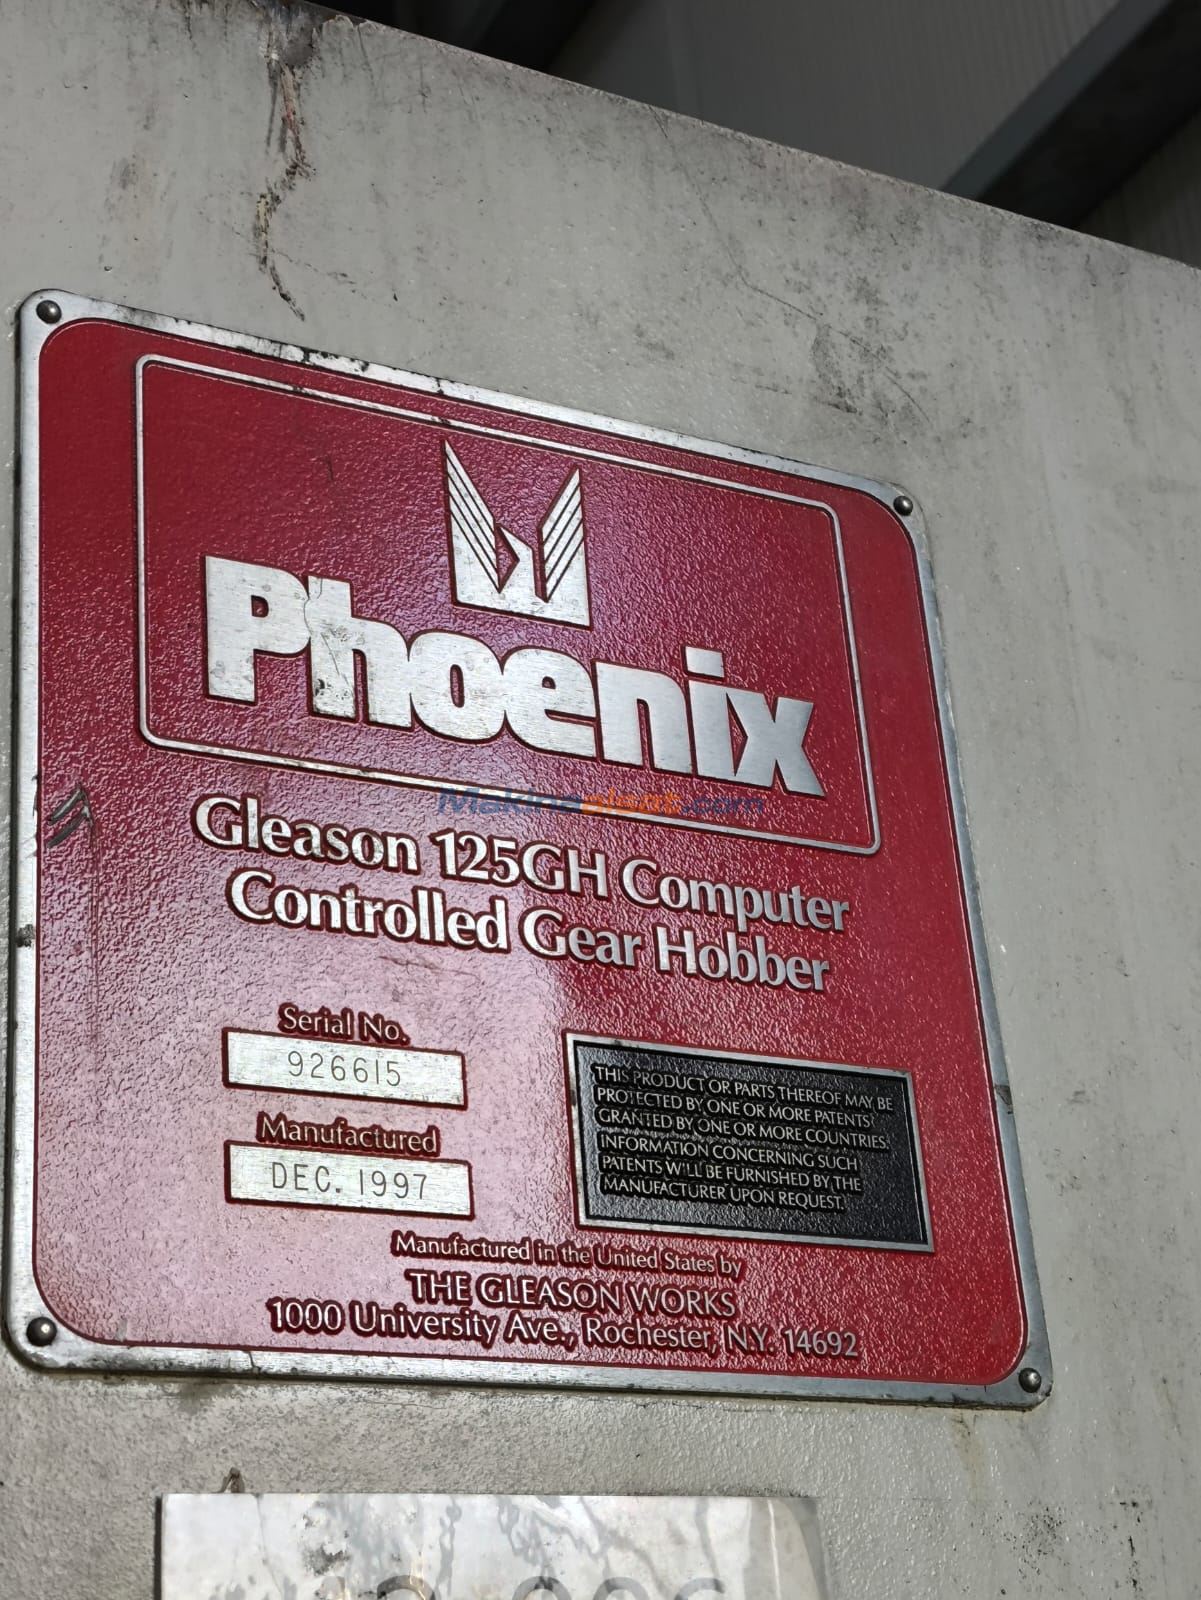 Phoenix
Makinaalsat.com
Gleason 125GH Computer
Controlled Gear Hobber
Serial No.
926615
Manufactured
DEC. 1997
THIS PRODUCT OR PARTS THEREOF MAY BE
PROTECTED BY ONE OR MORE PATENTS
GRANTED BY ONE OR MORE COUNTRIES.
INFORMATION CONCERNING SUCH
PATENTS WILL BE FURNISHED BY THE
MANUFACTURER UPON REQUEST.
Manufactured in the United States by
THE GLEASON WORKS
1000 University Ave., Rochester, N.Y. 14692